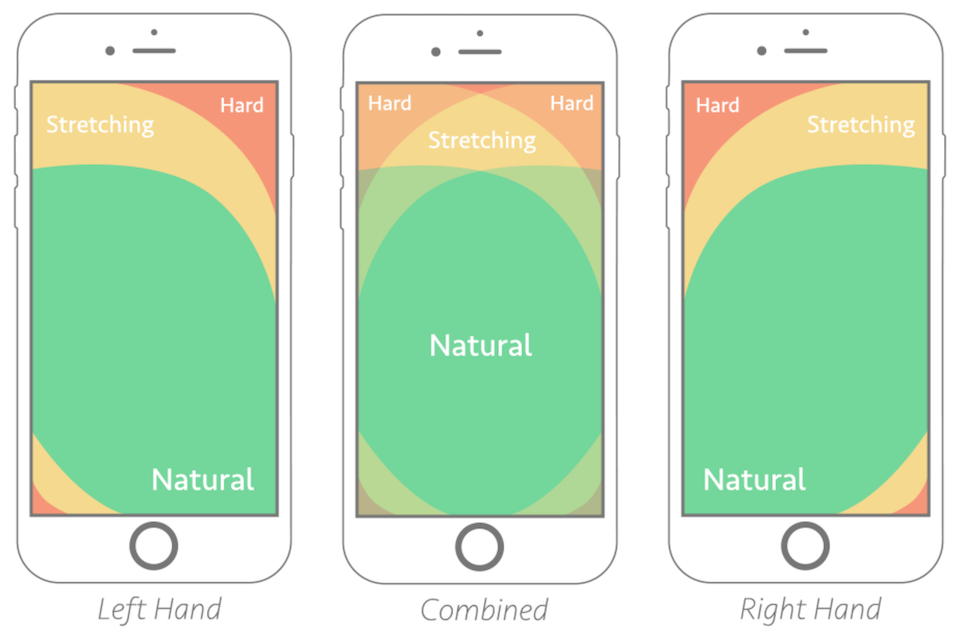 Hard
Stretching
Natural
Left Hand
Hard
Hard
Stretching
Natural
Combined
Hard
Stretching
Natural
Right Hand